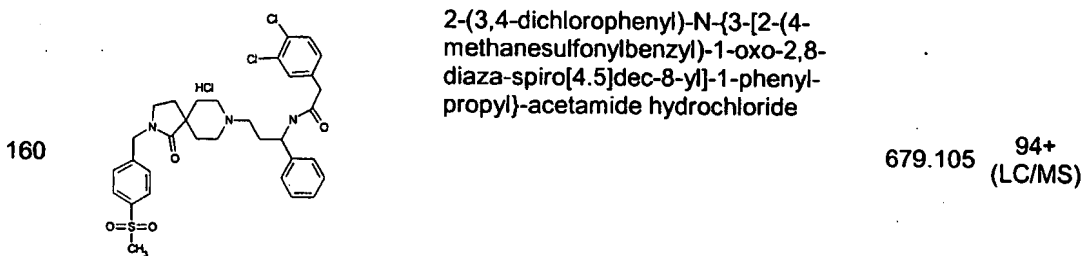 160
Cl
Cl
HCl
N
O
N
N
O
O=S=O
CH₃
2-(3,4-dichlorophenyl)-N-{3-[2-(4-
methanesulfonylbenzyl)-1-oxo-2,8-
diaza-spiro[4.5]dec-8-yl]-1-phenyl-
propyl}-acetamide hydrochloride
679.105
94+
(LC/MS)